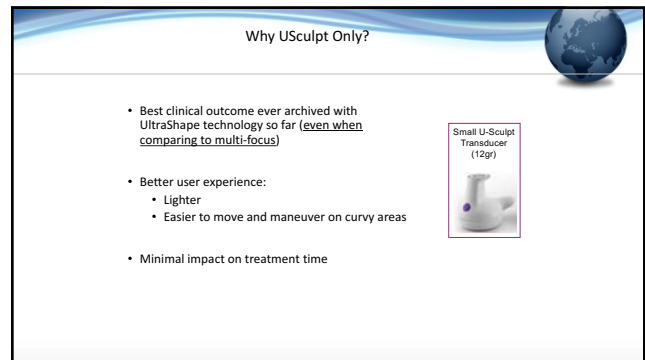 Why USculpt Only?
• Best clinical outcome ever archived with
UltraShape technology so far (even when
comparing to multi-focus)
• Better user experience:
• Lighter
• Easier to move and maneuver on curvy areas
• Minimal impact on treatment time
Small U-Sculpt
Transducer
(12gr)